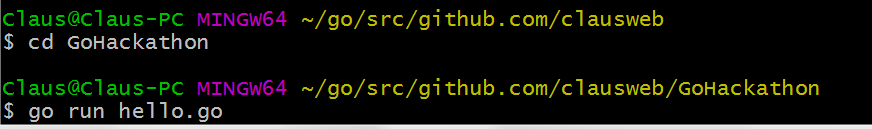 Claus@Claus-PC MINGW64 ~/go/src/github.com/clausweb
$ cd GoHackathon
Claus@Claus-PC MINGW64 ~/go/src/github.com/clausweb/GoHackathon
$ go run hello.go